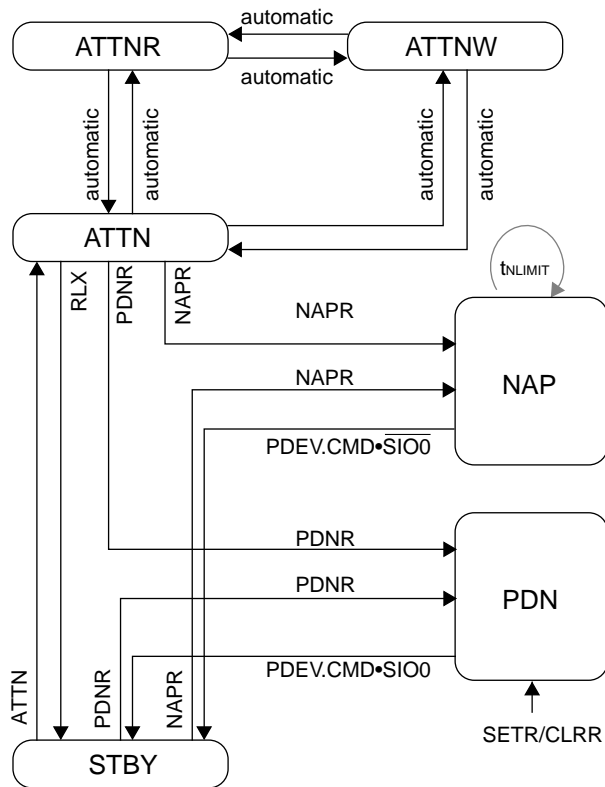 automatic
ATTNR
ATTNW
automatic
automatic
automatic
automatic
automatic
ATTN
RLX
PDNR
NAPR
tNLIMIT
NAPR
NAPR
NAP
PDEV.CMD•S̅I̅O̅0̅
PDNR
PDNR
PDN
PDEV.CMD•SIO0
ATTN
PDNR
NAPR
SETR/CLRR
STBY